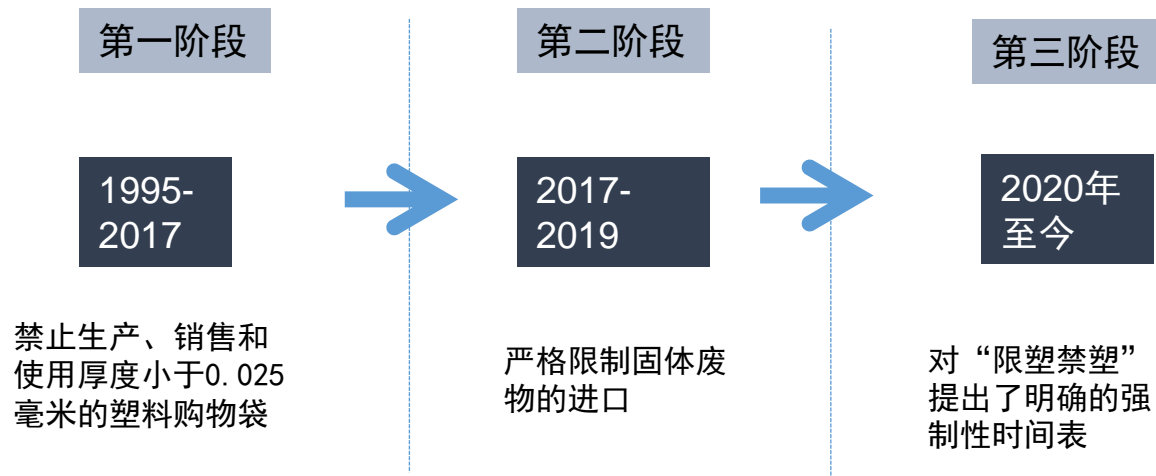 第一阶段
第二阶段
第三阶段
1995-
2017
2017-
2019
2020年
至今
禁止生产、销售和
使用厚度小于0.025
毫米的塑料购物袋
严格限制固体废
物的进口
对“限塑禁塑”
提出了明确的强
制性时间表